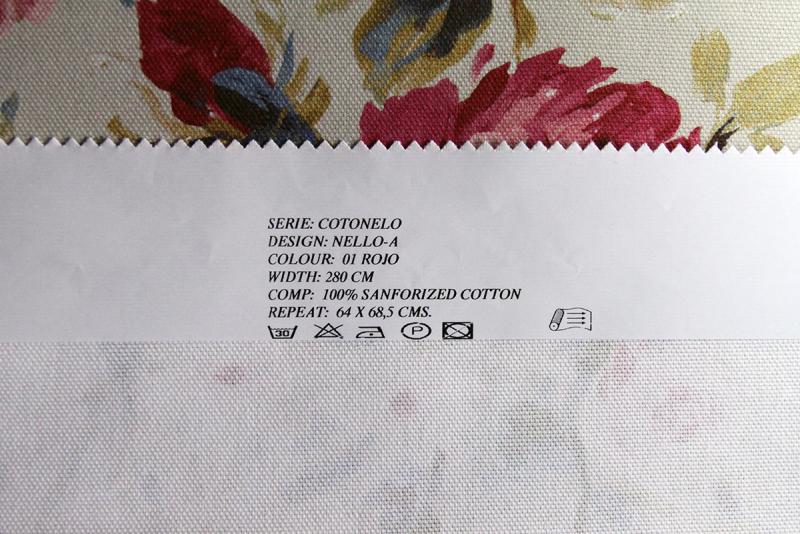 SERIE: COTONELO
DESIGN: NELLO-A
COLOUR: 01 ROJO
WIDTH: 280 CM
COMP: 100% SANFORIZED COTTON
REPEAT: 64 X 68,5 CMS.
30 P